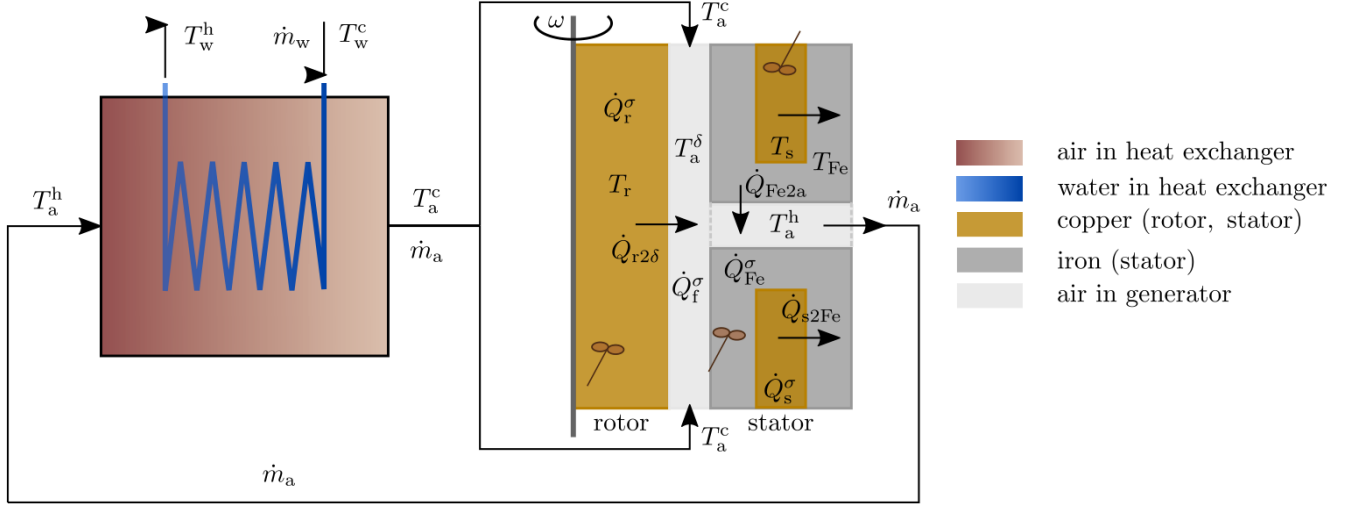 T_w^h ṁ_w T_w^c
T_a^h
T_a^c
ṁ_a
ω
T_a^c
Q̇_r^σ
T_r
Q̇_r2δ
T_a^δ
Q̇_f^σ
T_s
T_Fe
Q̇_Fe2a
T_a^h
ṁ_a
Q̇_Fe^σ
Q̇_s2Fe
Q̇_s^σ
rotor
T_a^c
stator
ṁ_a
air in heat exchanger
water in heat exchanger
copper (rotor, stator)
iron (stator)
air in generator